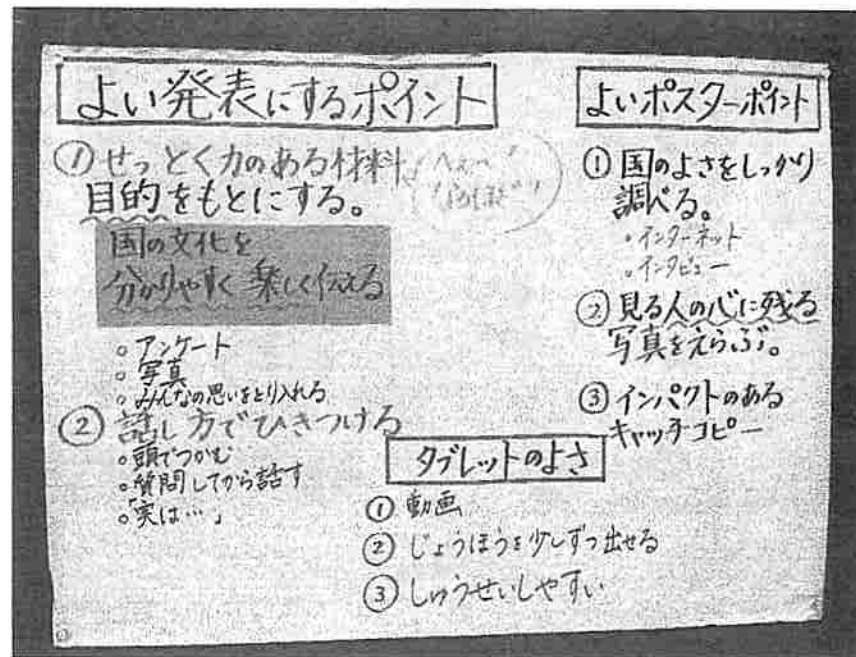 よい発表にするポイント
① せっとく力のある材料
目的をもとにする。
国の文化を
分かりやすく 楽しく伝える
。アンケート
。写真
。みんなの思いをとり入れる
② 話し方でひきつける
。頭でつかむ
。質問してから話す
。「実は…」
タブレットのよさ
① 動画
② じょうほうを少しずつ出せる
③ しゅうせいしやすい
よいポスターポイント
① 国のよさをしっかり
調べる。
。インターネット
。インタビュー
② 見る人の心に残る
写真をえらぶ。
③ インパクトのある
キャッチコピー